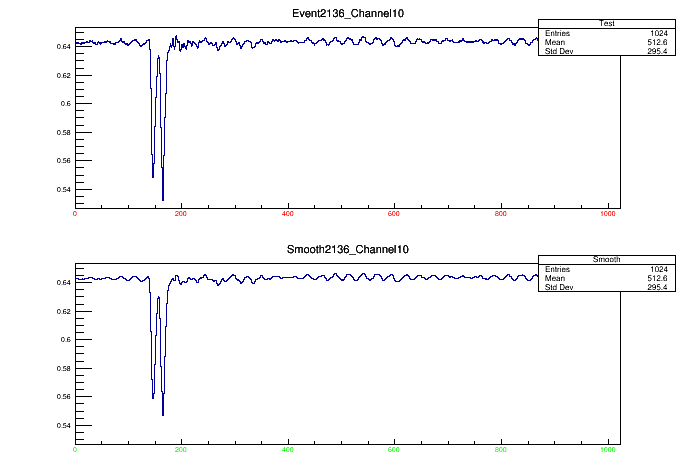 Event2136_Channel10
Test
Entries 1024
Mean 512.6
Std Dev 295.4
0.64
0.62
0.6
0.58
0.56
0.54
0 200 400 600 800 1000
Smooth2136_Channel10
Smooth
Entries 1024
Mean 512.6
Std Dev 295.4
0.64
0.62
0.6
0.58
0.56
0.54
0 200 400 600 800 1000